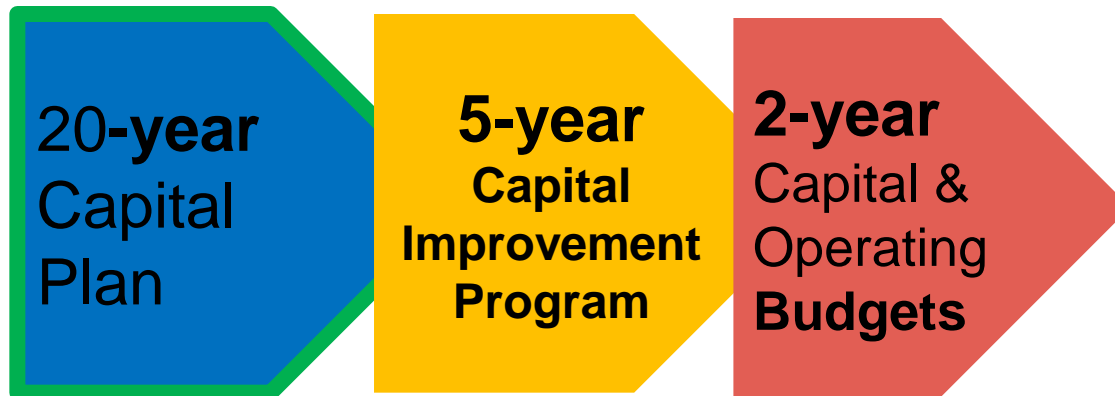 20-year
Capital
Plan
5-year
Capital
Improvement
Program
2-year
Capital &
Operating
Budgets